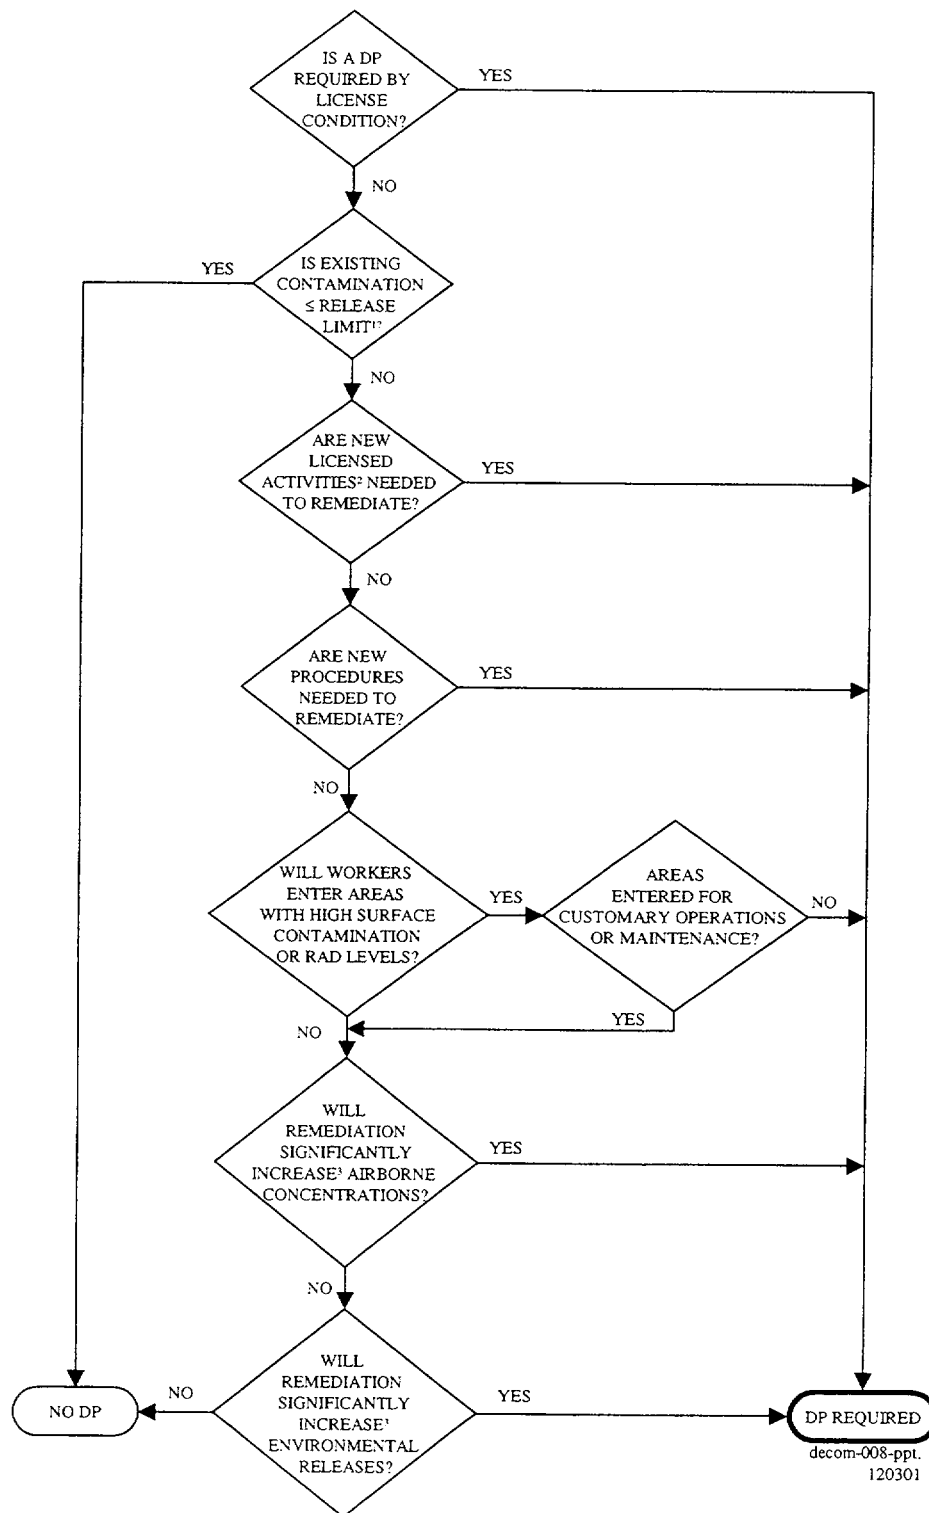 IS A DP
REQUIRED BY
LICENSE
CONDITION?
YES
NO
YES
IS EXISTING
CONTAMINATION
≤ RELEASE
LIMIT¹?
NO
ARE NEW
LICENSED
ACTIVITIES² NEEDED
TO REMEDIATE?
YES
NO
ARE NEW
PROCEDURES
NEEDED TO
REMEDIATE?
YES
NO
WILL WORKERS
ENTER AREAS
WITH HIGH SURFACE
CONTAMINATION
OR RAD LEVELS?
YES
AREAS
ENTERED FOR
CUSTOMARY OPERATIONS
OR MAINTENANCE?
NO
YES
NO
WILL
REMEDIATION
SIGNIFICANTLY
INCREASE³ AIRBORNE
CONCENTRATIONS?
YES
NO
WILL
REMEDIATION
SIGNIFICANTLY
INCREASE³
ENVIRONMENTAL
RELEASES?
NO
YES
NO DP
DP REQUIRED
decom-008-ppt.
120301